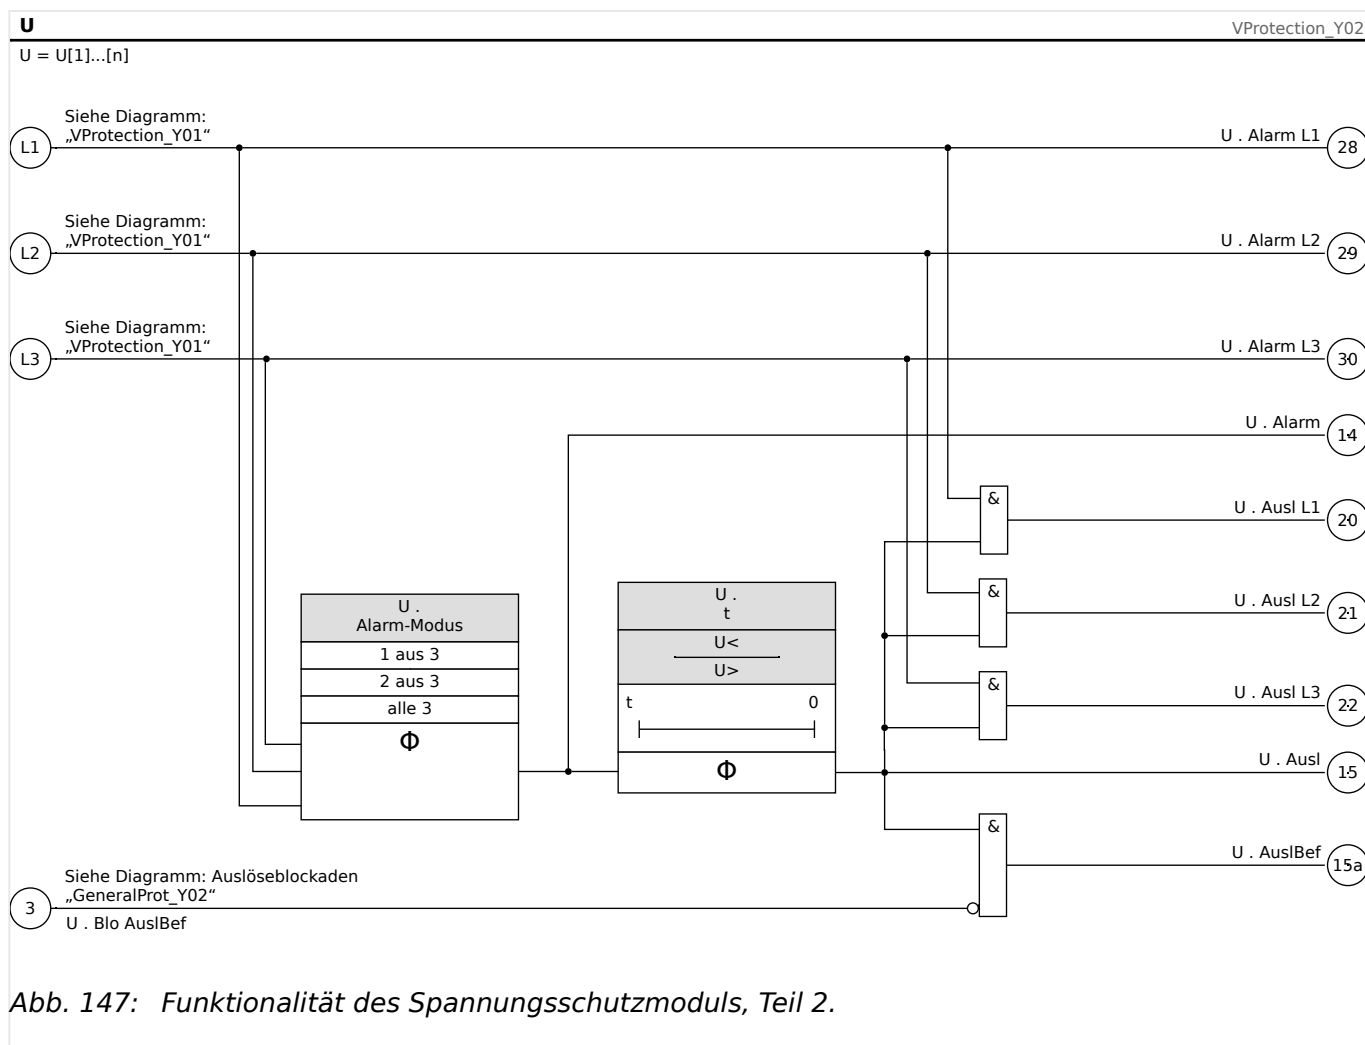 U
VProtection_Y02
U = U[1]...[n]
Siehe Diagramm:
„VProtection_Y01“
L1
U . Alarm L1
28
Siehe Diagramm:
„VProtection_Y01“
L2
U . Alarm L2
29
Siehe Diagramm:
„VProtection_Y01“
L3
U . Alarm L3
30
U . Alarm
14
&
U . Ausl L1
20
&
U . Ausl L2
21
&
U . Ausl L3
22
U .
Alarm-Modus
1 aus 3
2 aus 3
alle 3
Φ
U .
t
U<
U>
t
0
Φ
U . Ausl
15
&
U . AuslBef
15a
Siehe Diagramm: Auslöseblockaden
„GeneralProt_Y02“
3
U . Blo AuslBef
Abb. 147: Funktionalität des Spannungsschutzmoduls, Teil 2.